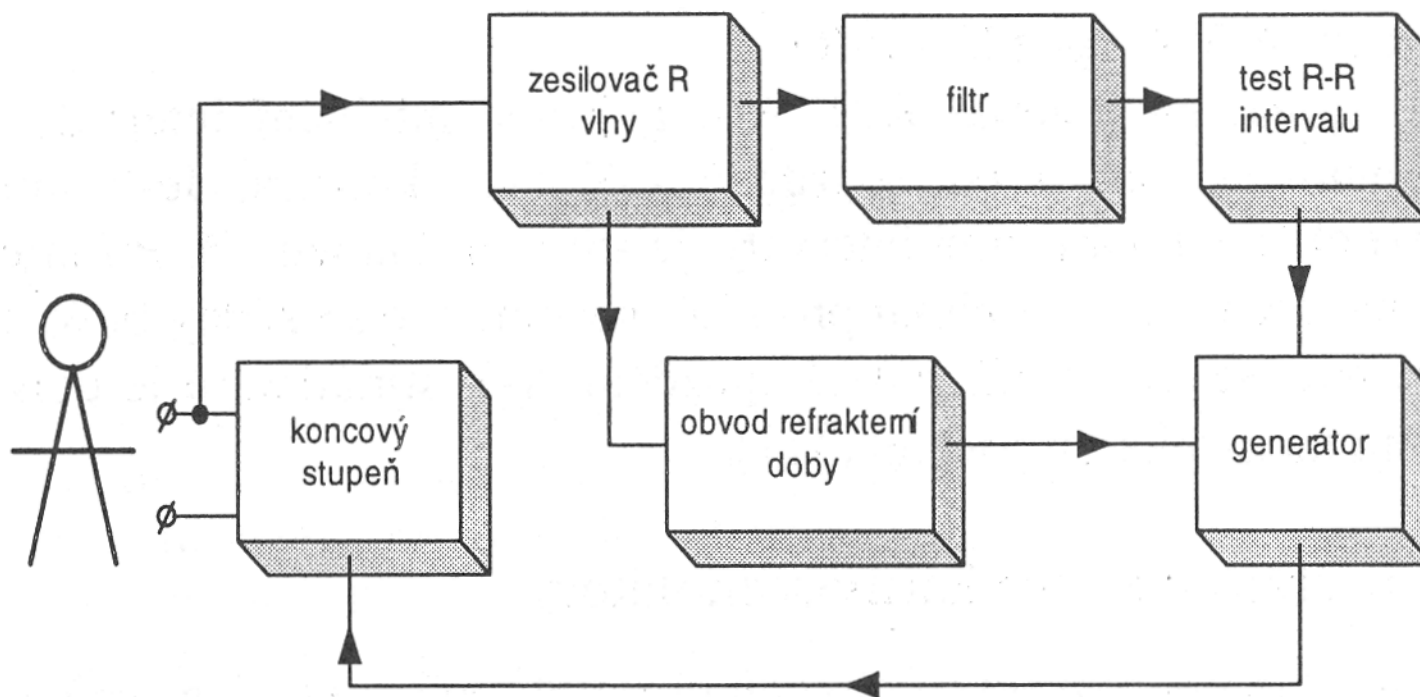 zesilovač R
vlny
filtr
test R-R
intervalu
koncový
stupeň
obvod refrakterní
doby
generátor